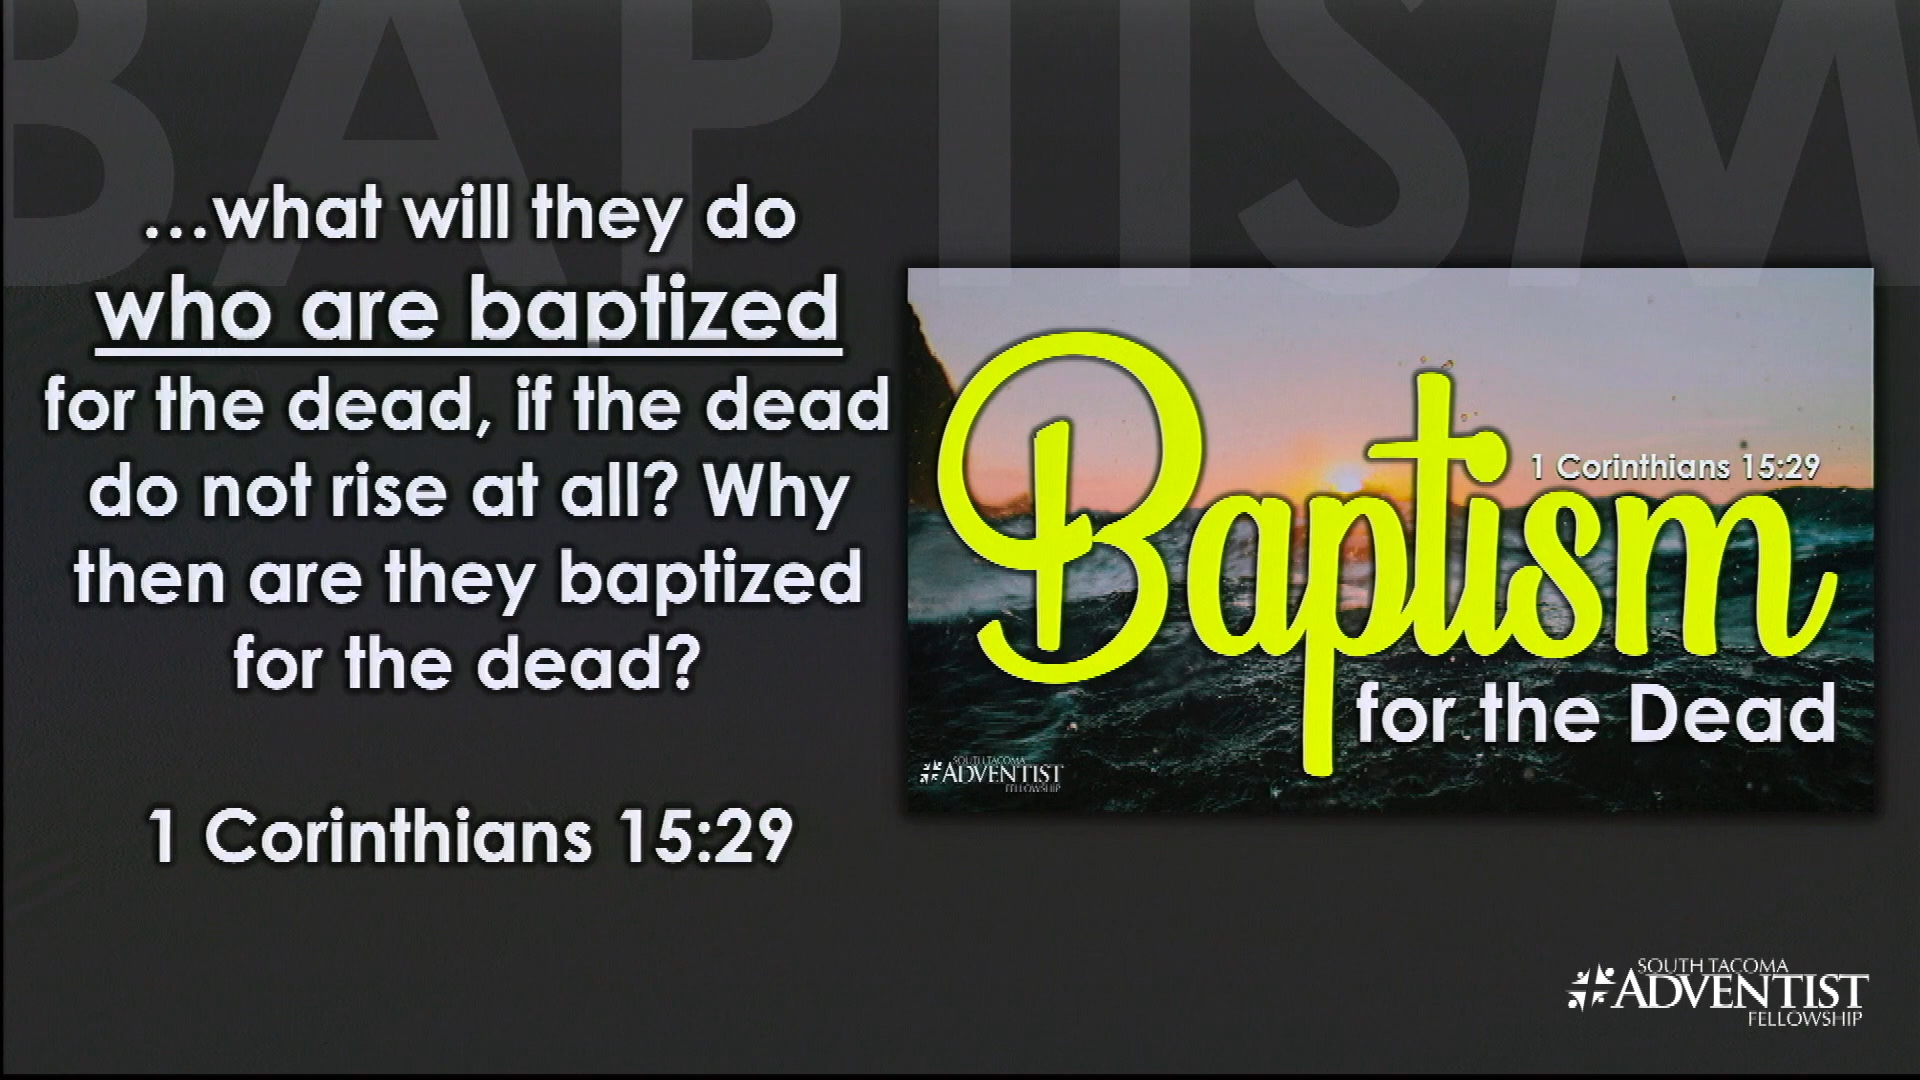 BAPTISM
...what will they do
who are baptized
for the dead, if the dead
do not rise at all? Why
then are they baptized
for the dead?
1 Corinthians 15:29
1 Corinthians 15:29
Baptism
for the Dead
SOUTH TACOMA
#ADVENTIST
FELLOWSHIP
SOUTH TACOMA
#ADVENTIST
FELLOWSHIP